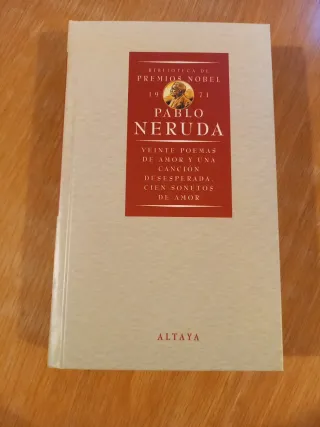 BIBLIOTECA DE
PREMIOS NOBEL
19 71
PABLO
NERUDA
VEINTE POEMAS
DE AMOR Y UNA
CANCION
DESESPERADA.
CIEN SONETOS
DE AMOR
ALTAYA